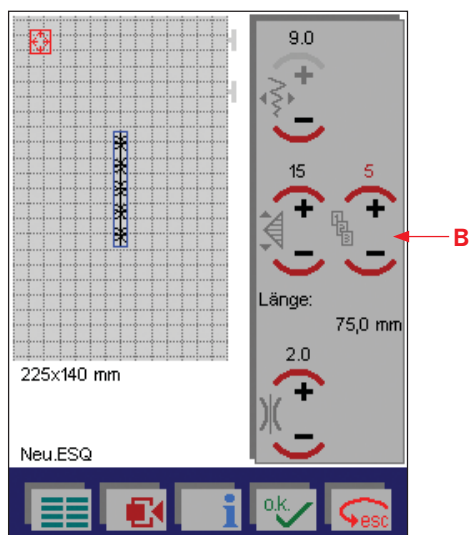 9.0
+
−
15 5
+ +
− −
B
Länge:
75,0 mm
2.0
+
−
225x140 mm
Neu.ESQ
i
o.k.
esc